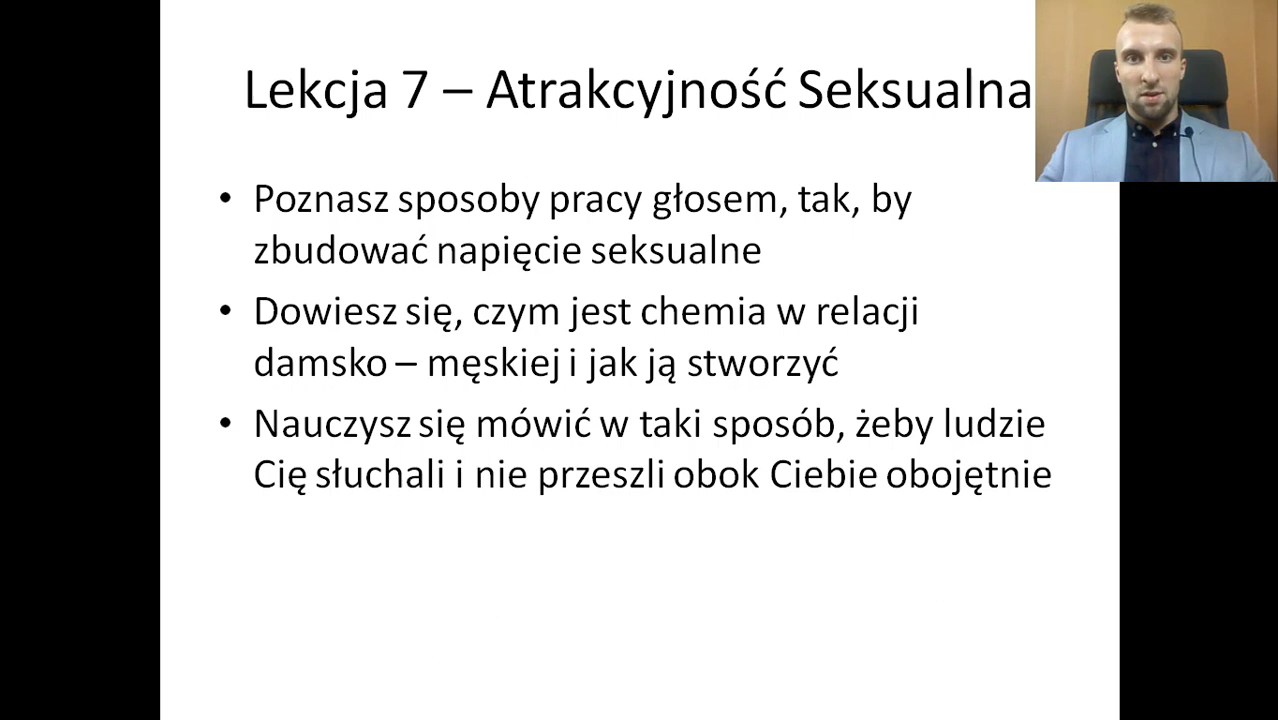 Lekcja 7 – Atrakcyjność Seksualna
• Poznasz sposoby pracy głosem, tak, by
zbudować napięcie seksualne
• Dowiesz się, czym jest chemia w relacji
damsko – męskiej i jak ją stworzyć
• Nauczysz się mówić w taki sposób, żeby ludzie
Cię słuchali i nie przeszli obok Ciebie obojętnie